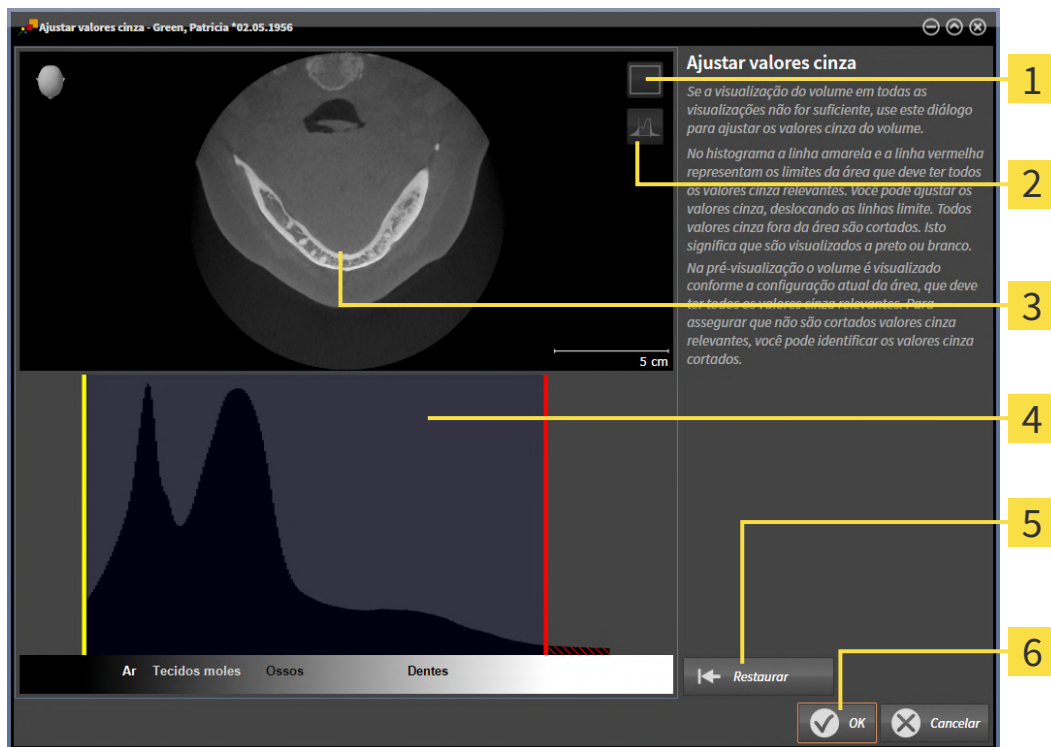 Ajustar valores cinza - Green, Patricia *02.05.1956
5 cm
Ar Tecidos moles Ossos Dentes
Ajustar valores cinza
Se a visualização do volume em todas as
visualizações não for suficiente, use este diálogo
para ajustar os valores cinza do volume.
No histograma a linha amarela e a linha vermelha
representam os limites da área que deve ter todos
os valores cinza relevantes. Você pode ajustar os
valores cinza, deslocando as linhas limite. Todos
valores cinza fora da área são cortados. Isto
significa que são visualizados a preto ou branco.
Na pré-visualização o volume é visualizado
conforme a configuração atual da área, que deve
ter todos os valores cinza relevantes. Para
assegurar que não são cortados valores cinza
relevantes, você pode identificar os valores cinza
cortados.
Restaurar
OK Cancelar
1
2
3
4
5
6